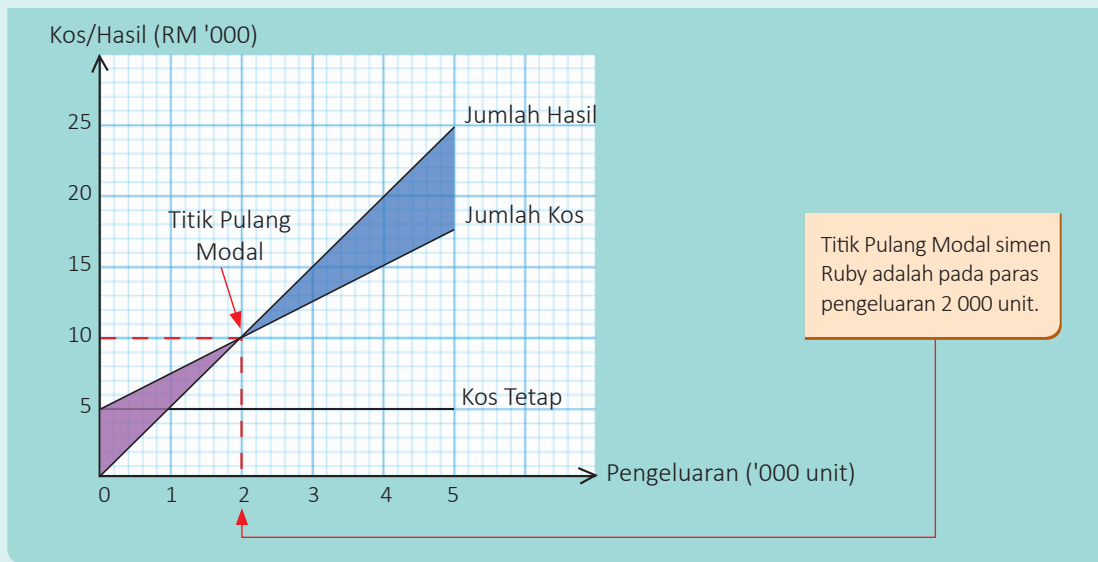 Kos/Hasil (RM '000)
25
20
15
10
5
0
1
2
3
4
5
Jumlah Hasil
Jumlah Kos
Titik Pulang
Modal
Kos Tetap
Pengeluaran ('000 unit)
Titik Pulang Modal simen
Ruby adalah pada paras
pengeluaran 2 000 unit.